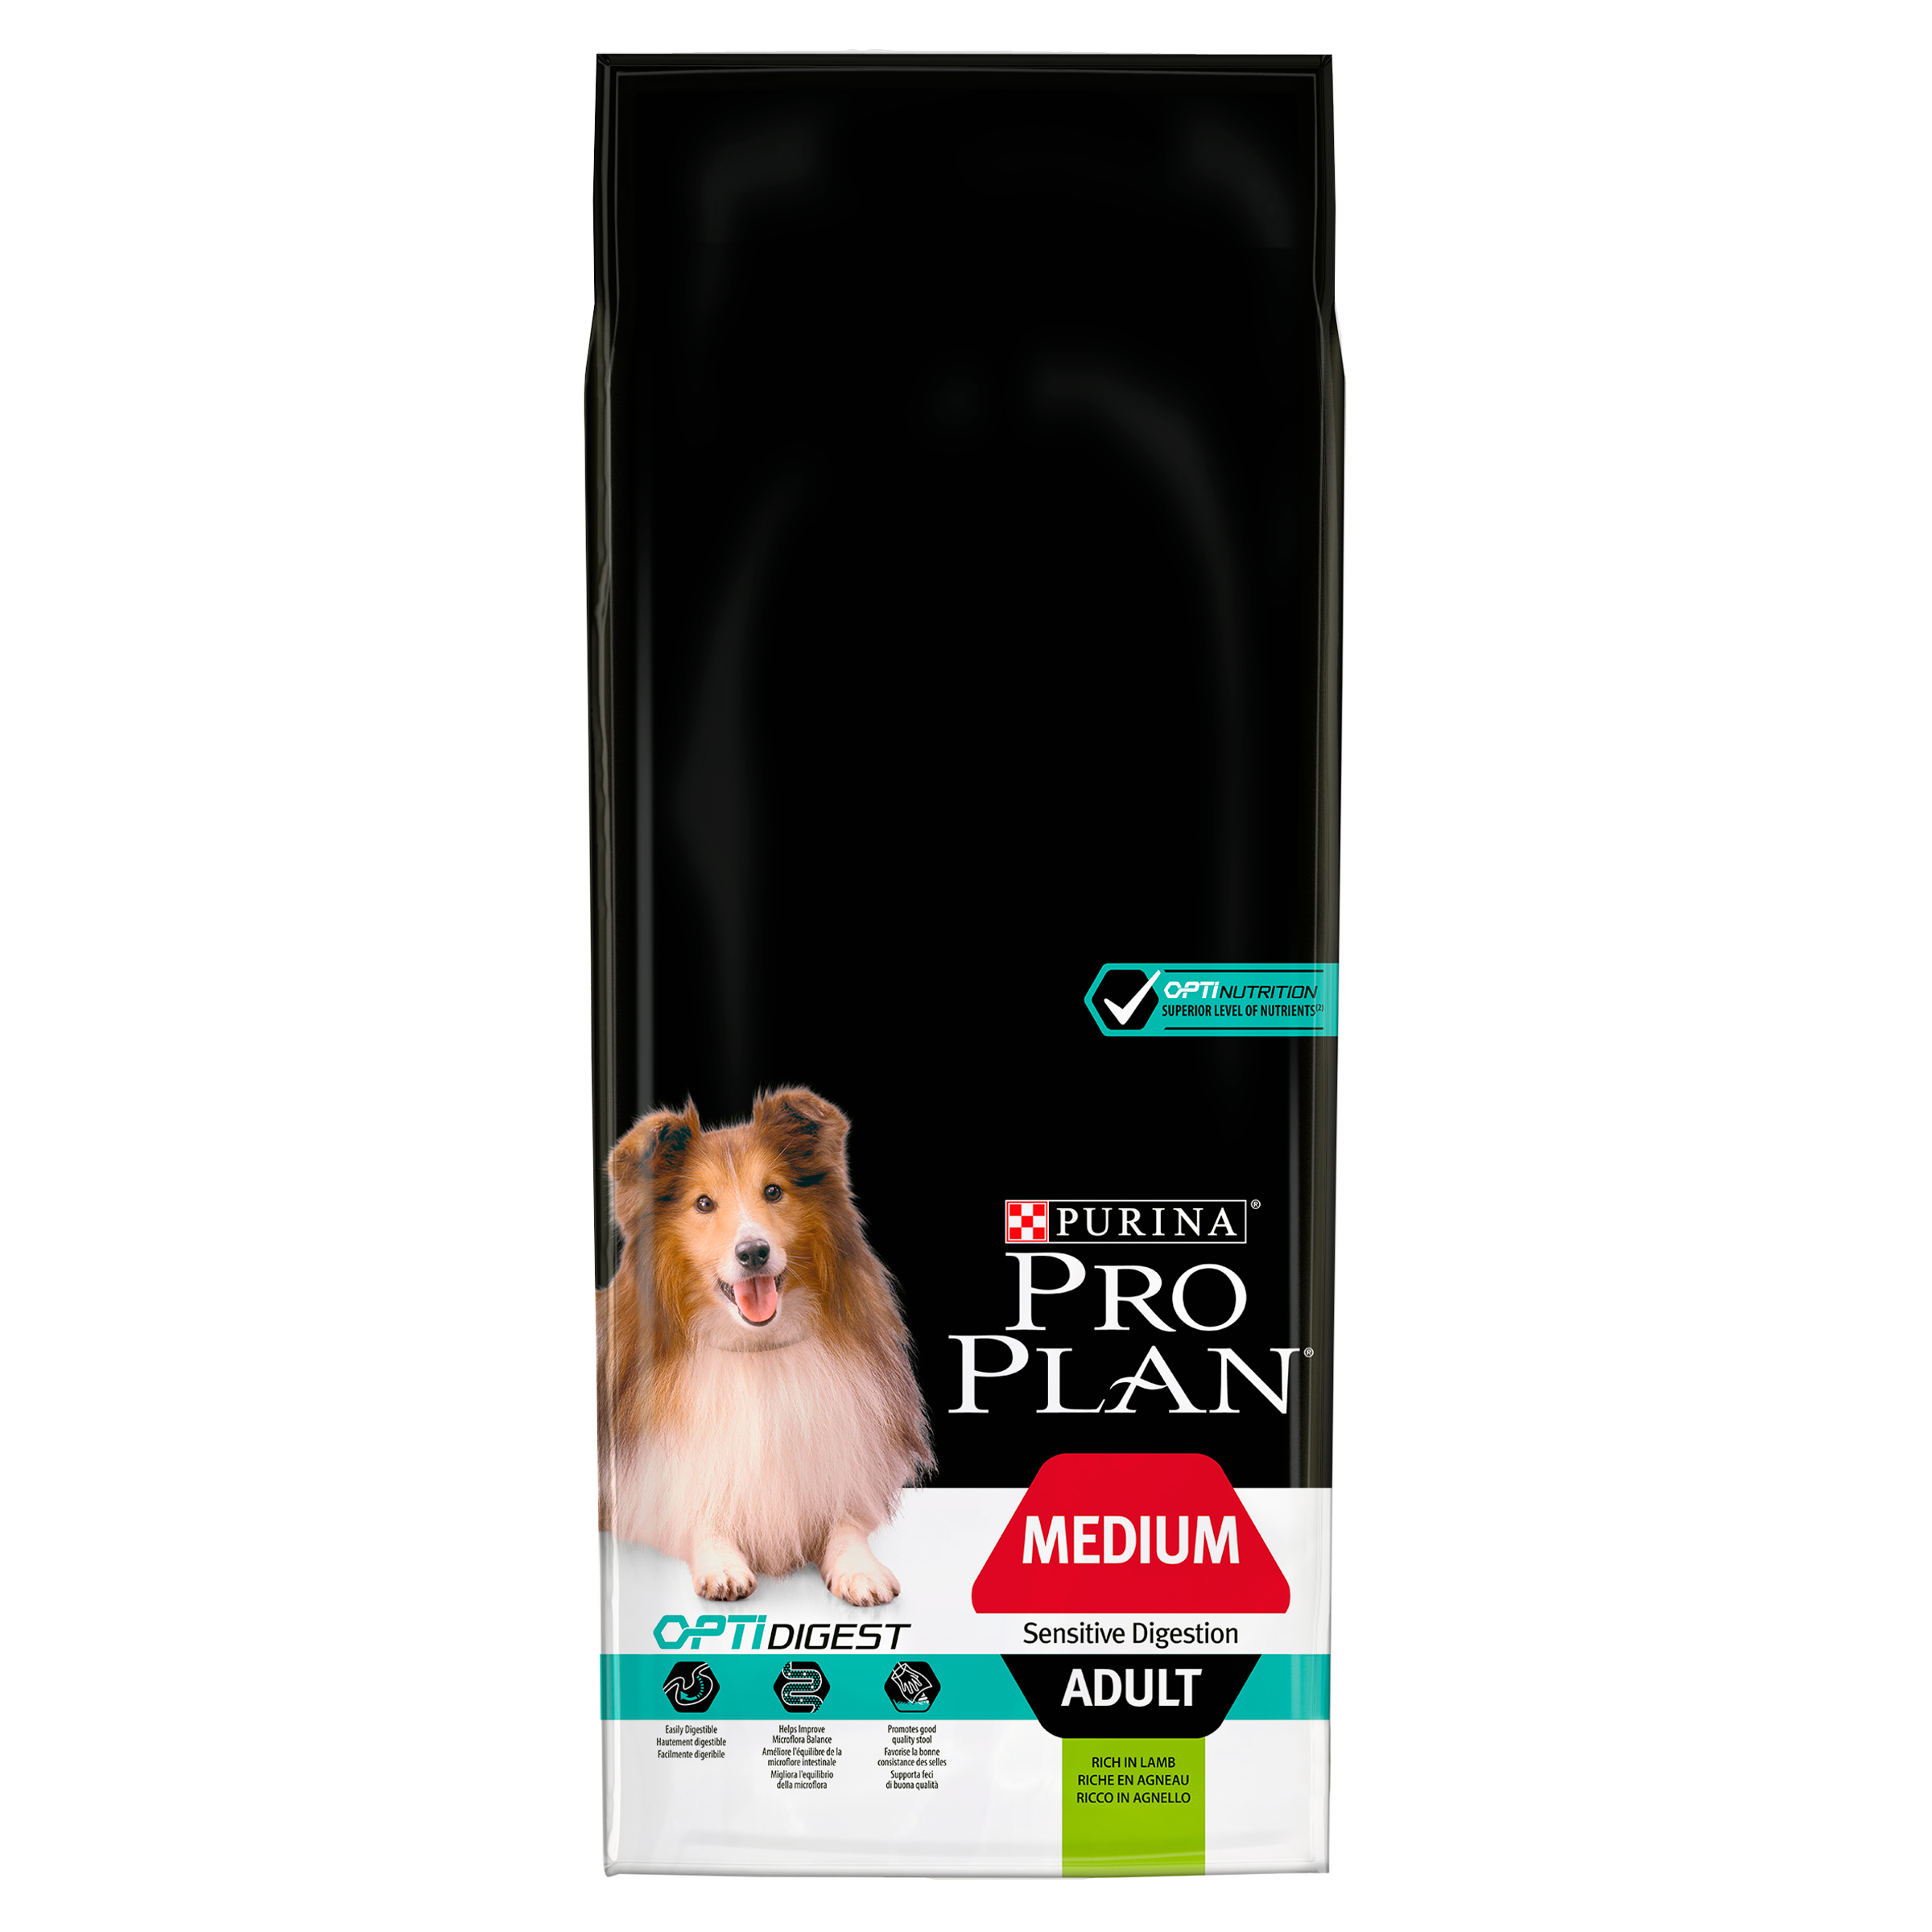 OPTINUTRITION
SUPERIOR LEVEL OF NUTRIENTS(2)
PURINA®
PRO
PLAN®
MEDIUM
Sensitive Digestion
ADULT
RICH IN LAMB
RICHE EN AGNEAU
RICCO IN AGNELLO
OPTIDIGEST
Easily Digestible
Hautement digestible
Facilmente digeribile
Helps Improve
Microflora Balance
Améliore l'équilibre de la
microflore intestinale
Migliora l'equilibrio
della microflora
Promotes good
quality stool
Favorise la bonne
consistance des selles
Supporta feci
di buona qualità